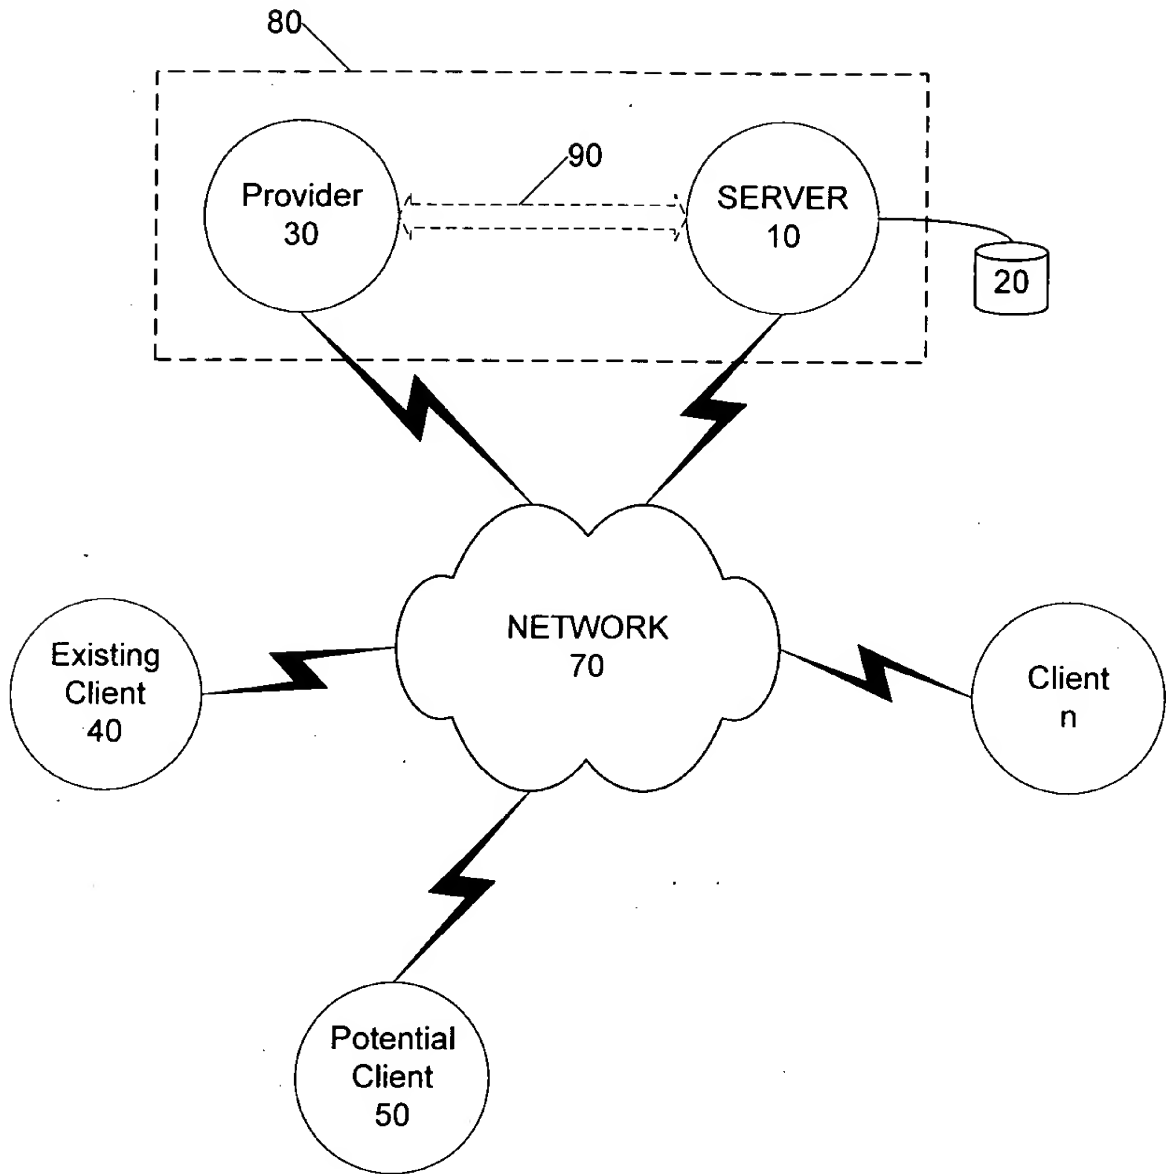 80
90
Provider
30
SERVER
10
20
NETWORK
70
Existing
Client
40
Client
n
Potential
Client
50